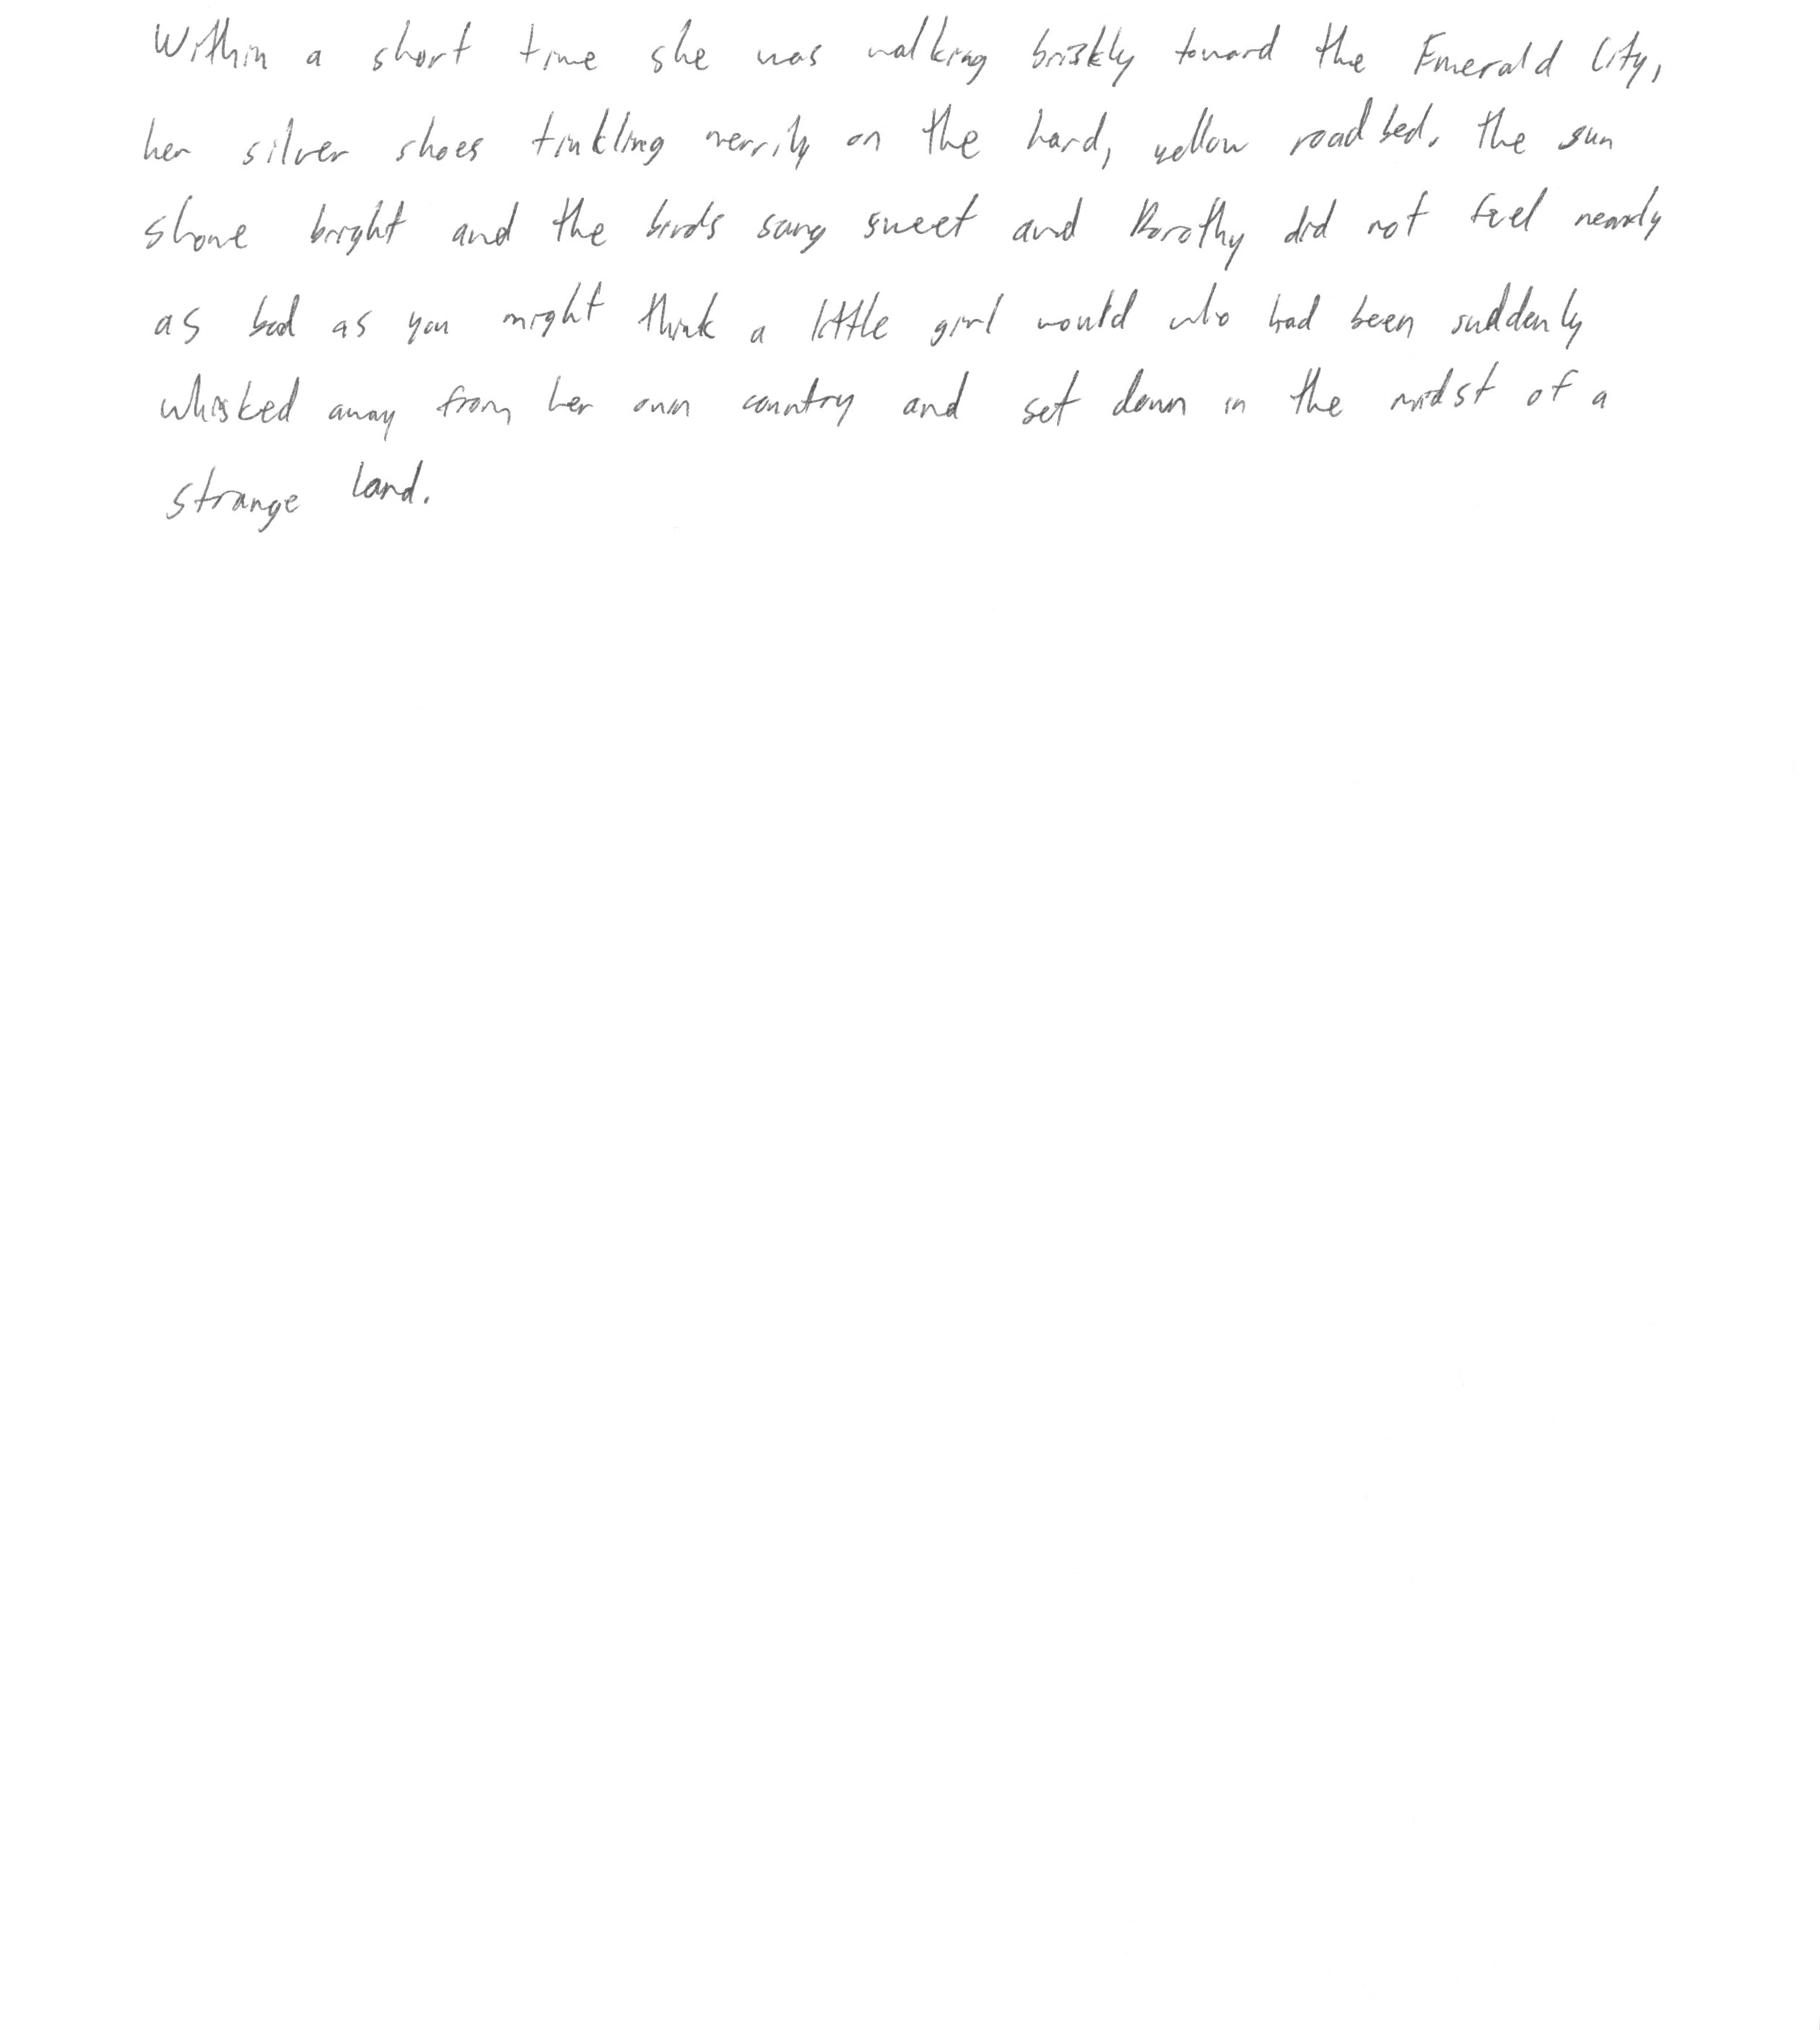 Within a short time she was walking briskly toward the Emerald City,
her silver shoes tinkling merrily on the hard, yellow roadbed. The sun
shone bright and the birds sang sweet and Dorothy did not feel nearly
as bad as you might think a little girl would who had been suddenly
whisked away from her own country and set down in the midst of a
strange land.